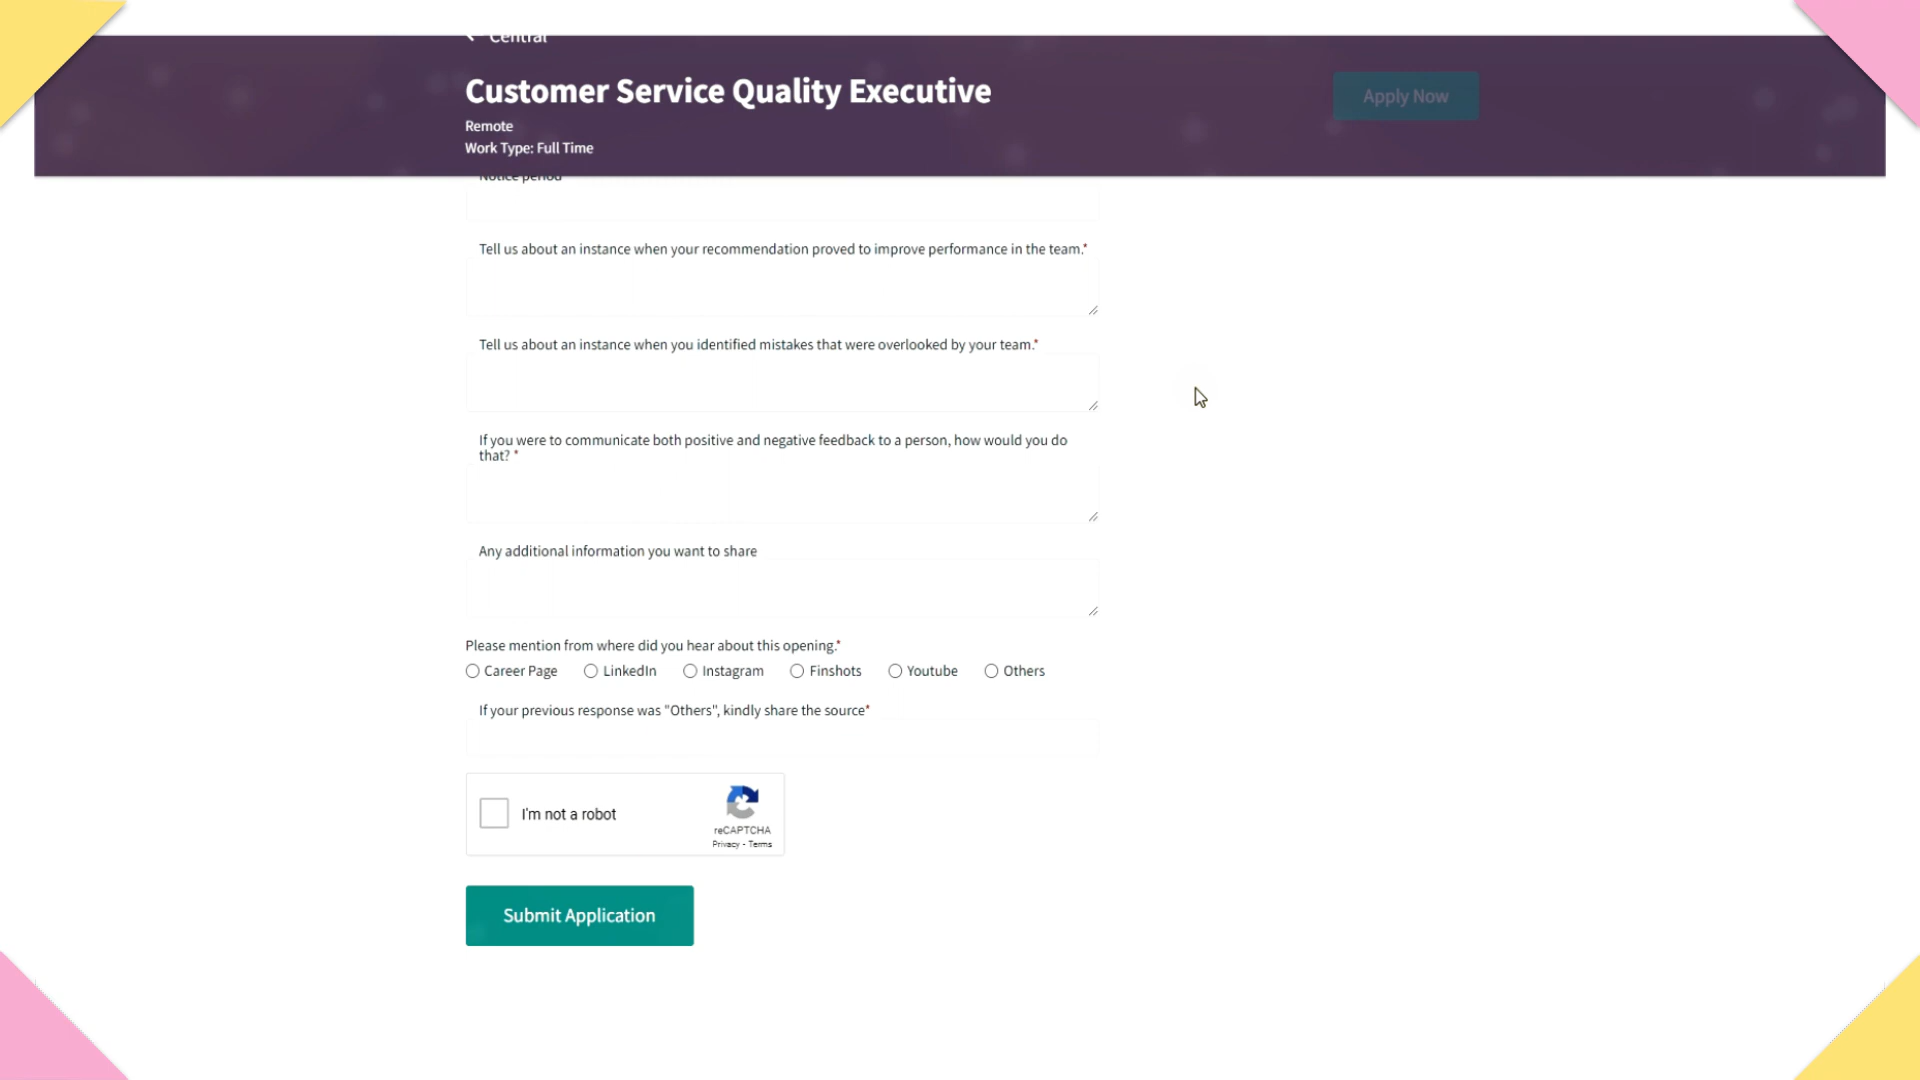 Central
Customer Service Quality Executive
Apply Now
Remote
Work Type: Full Time
Notice period
Tell us about an instance when your recommendation proved to improve performance in the team.*
Tell us about an instance when you identified mistakes that were overlooked by your team.*
If you were to communicate both positive and negative feedback to a person, how would you do
that? *
Any additional information you want to share
Please mention from where did you hear about this opening.*
Career Page LinkedIn Instagram Finshots Youtube Others
If your previous response was "Others", kindly share the source*
I'm not a robot
reCAPTCHA
Privacy - Terms
Submit Application